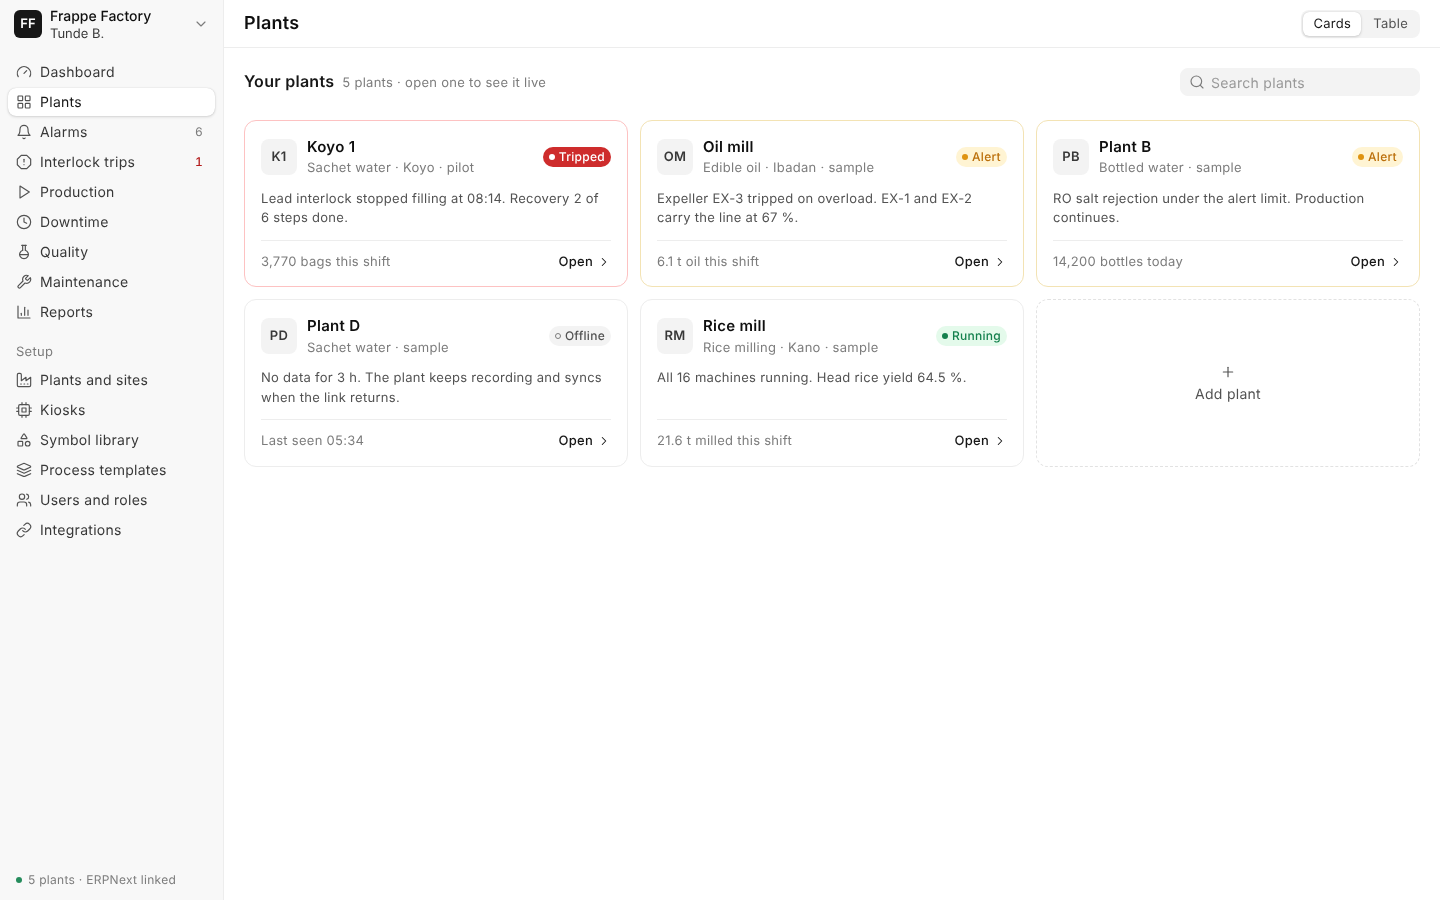 FF
Frappe Factory
Tunde B.
Dashboard
Plants
Alarms 6
Interlock trips 1
Production
Downtime
Quality
Maintenance
Reports
Setup
Plants and sites
Kiosks
Symbol library
Process templates
Users and roles
Integrations
5 plants · ERPNext linked
Plants
Cards Table
Your plants 5 plants · open one to see it live
Search plants
K1
Koyo 1
Sachet water · Koyo · pilot
Tripped
Lead interlock stopped filling at 08:14. Recovery 2 of
6 steps done.
3,770 bags this shift
Open
OM
Oil mill
Edible oil · Ibadan · sample
Alert
Expeller EX-3 tripped on overload. EX-1 and EX-2
carry the line at 67 %.
6.1 t oil this shift
Open
PB
Plant B
Bottled water · sample
Alert
RO salt rejection under the alert limit. Production
continues.
14,200 bottles today
Open
PD
Plant D
Sachet water · sample
Offline
No data for 3 h. The plant keeps recording and syncs
when the link returns.
Last seen 05:34
Open
RM
Rice mill
Rice milling · Kano · sample
Running
All 16 machines running. Head rice yield 64.5 %.
21.6 t milled this shift
Open
Add plant